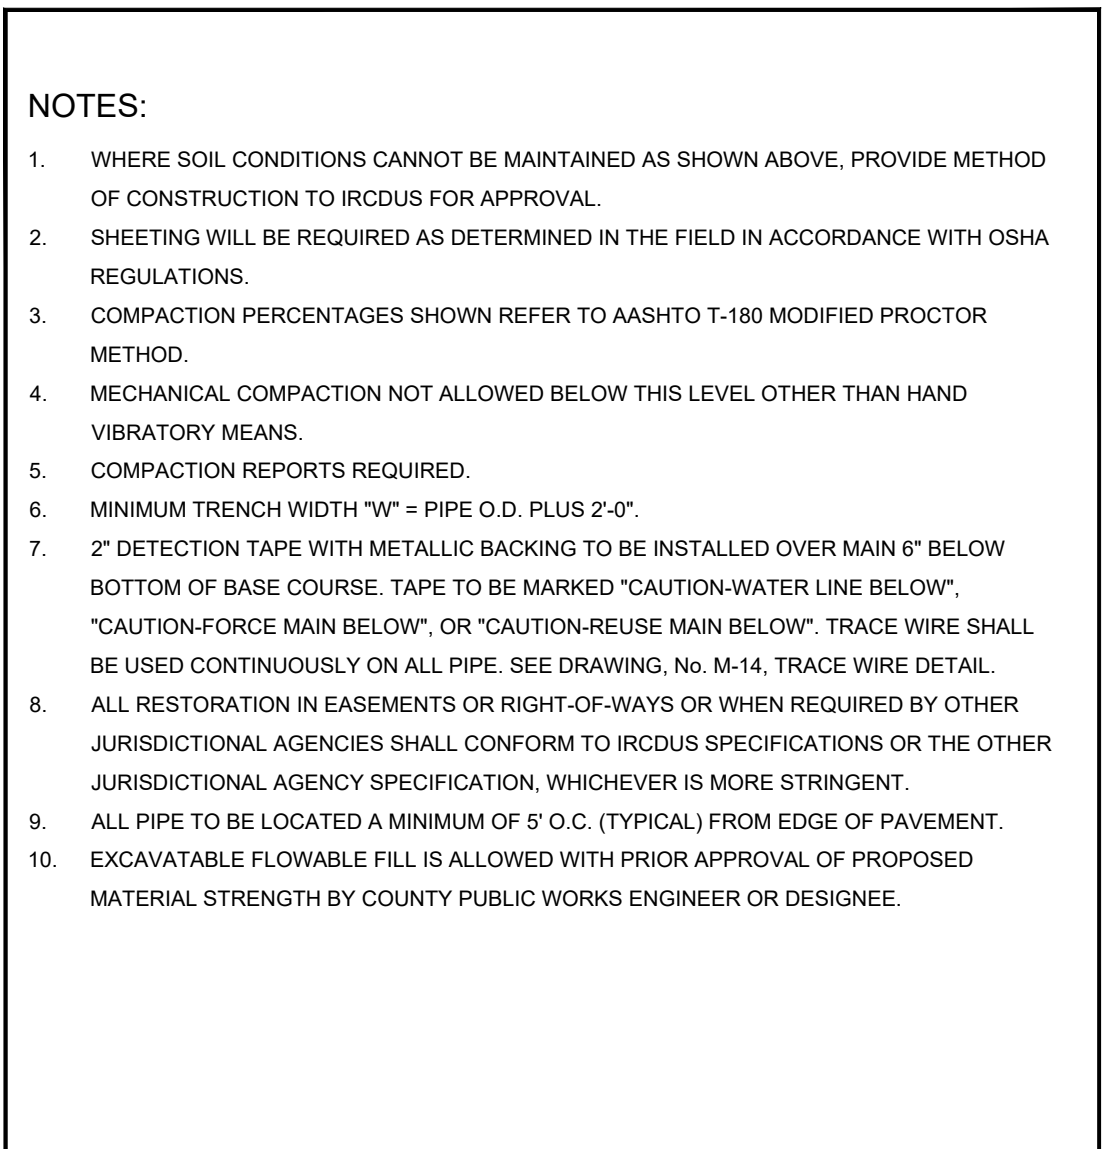 NOTES:
1. WHERE SOIL CONDITIONS CANNOT BE MAINTAINED AS SHOWN ABOVE, PROVIDE METHOD
OF CONSTRUCTION TO IRCDUS FOR APPROVAL.
2. SHEETING WILL BE REQUIRED AS DETERMINED IN THE FIELD IN ACCORDANCE WITH OSHA
REGULATIONS.
3. COMPACTION PERCENTAGES SHOWN REFER TO AASHTO T-180 MODIFIED PROCTOR
METHOD.
4. MECHANICAL COMPACTION NOT ALLOWED BELOW THIS LEVEL OTHER THAN HAND
VIBRATORY MEANS.
5. COMPACTION REPORTS REQUIRED.
6. MINIMUM TRENCH WIDTH "W" = PIPE O.D. PLUS 2'-0".
7. 2" DETECTION TAPE WITH METALLIC BACKING TO BE INSTALLED OVER MAIN 6" BELOW
BOTTOM OF BASE COURSE. TAPE TO BE MARKED "CAUTION-WATER LINE BELOW",
"CAUTION-FORCE MAIN BELOW", OR "CAUTION-REUSE MAIN BELOW". TRACE WIRE SHALL
BE USED CONTINUOUSLY ON ALL PIPE. SEE DRAWING, No. M-14, TRACE WIRE DETAIL.
8. ALL RESTORATION IN EASEMENTS OR RIGHT-OF-WAYS OR WHEN REQUIRED BY OTHER
JURISDICTIONAL AGENCIES SHALL CONFORM TO IRCDUS SPECIFICATIONS OR THE OTHER
JURISDICTIONAL AGENCY SPECIFICATION, WHICHEVER IS MORE STRINGENT.
9. ALL PIPE TO BE LOCATED A MINIMUM OF 5' O.C. (TYPICAL) FROM EDGE OF PAVEMENT.
10. EXCAVATABLE FLOWABLE FILL IS ALLOWED WITH PRIOR APPROVAL OF PROPOSED
MATERIAL STRENGTH BY COUNTY PUBLIC WORKS ENGINEER OR DESIGNEE.